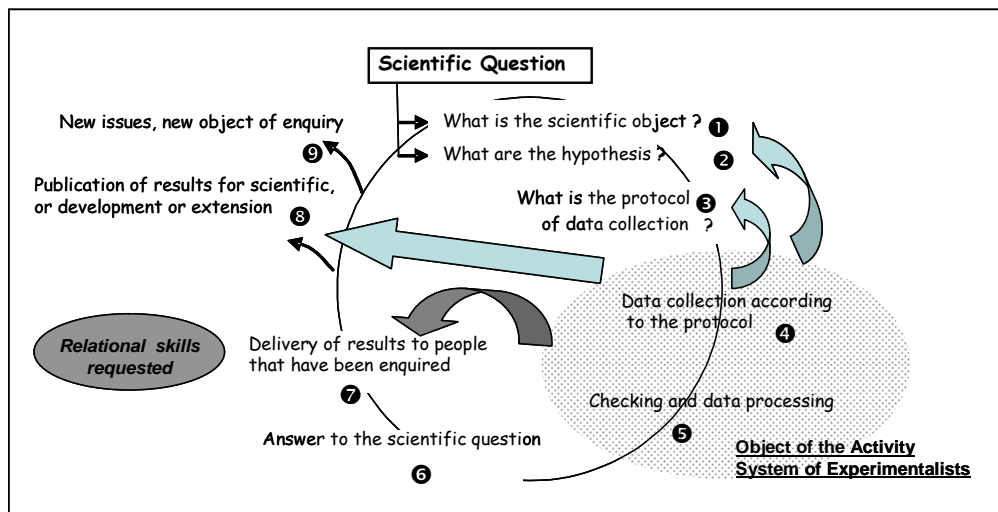 Scientific Question
What is the scientific object ? ❶
What are the hypothesis ? ❷
What is the protocol ❸
of data collection ?
Data collection according
to the protocol ❹
Checking and data processing
❺
Object of the Activity
System of Experimentalists
Answer to the scientific question
❻
Delivery of results to people
that have been enquired
❼
Relational skills
requested
Publication of results for scientific,
or development or extension ❽
New issues, new object of enquiry
❾